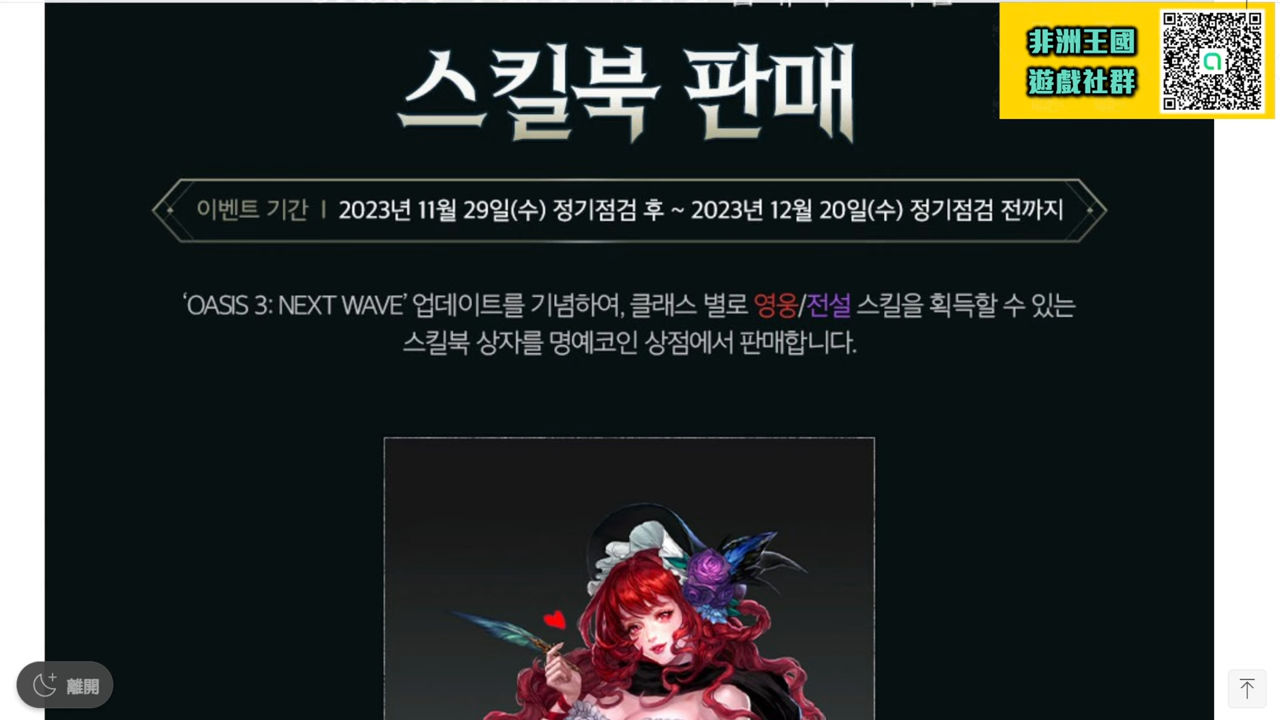 스킬북 판매
非洲王國
遊戲社群
이벤트 기간 | 2023년 11월 29일(수) 정기점검 후 ~ 2023년 12월 20일(수) 정기점검 전까지
‘OASIS 3: NEXT WAVE’ 업데이트를 기념하여, 클래스 별로 영웅/전설 스킬을 획득할 수 있는
스킬북 상자를 명예코인 상점에서 판매합니다.
離開